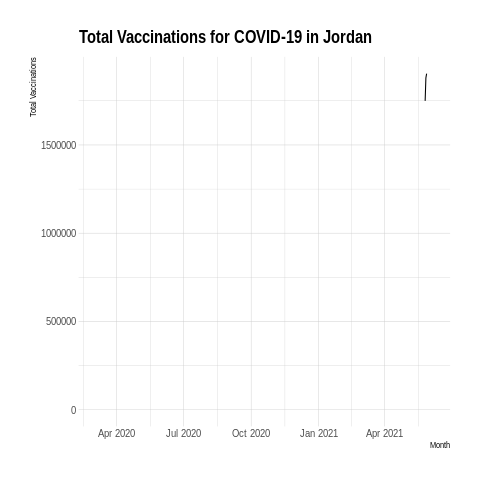 Total Vaccinations for COVID-19 in Jordan
Total Vaccinations
1500000
1000000
500000
0
Apr 2020 Jul 2020 Oct 2020 Jan 2021 Apr 2021
Month